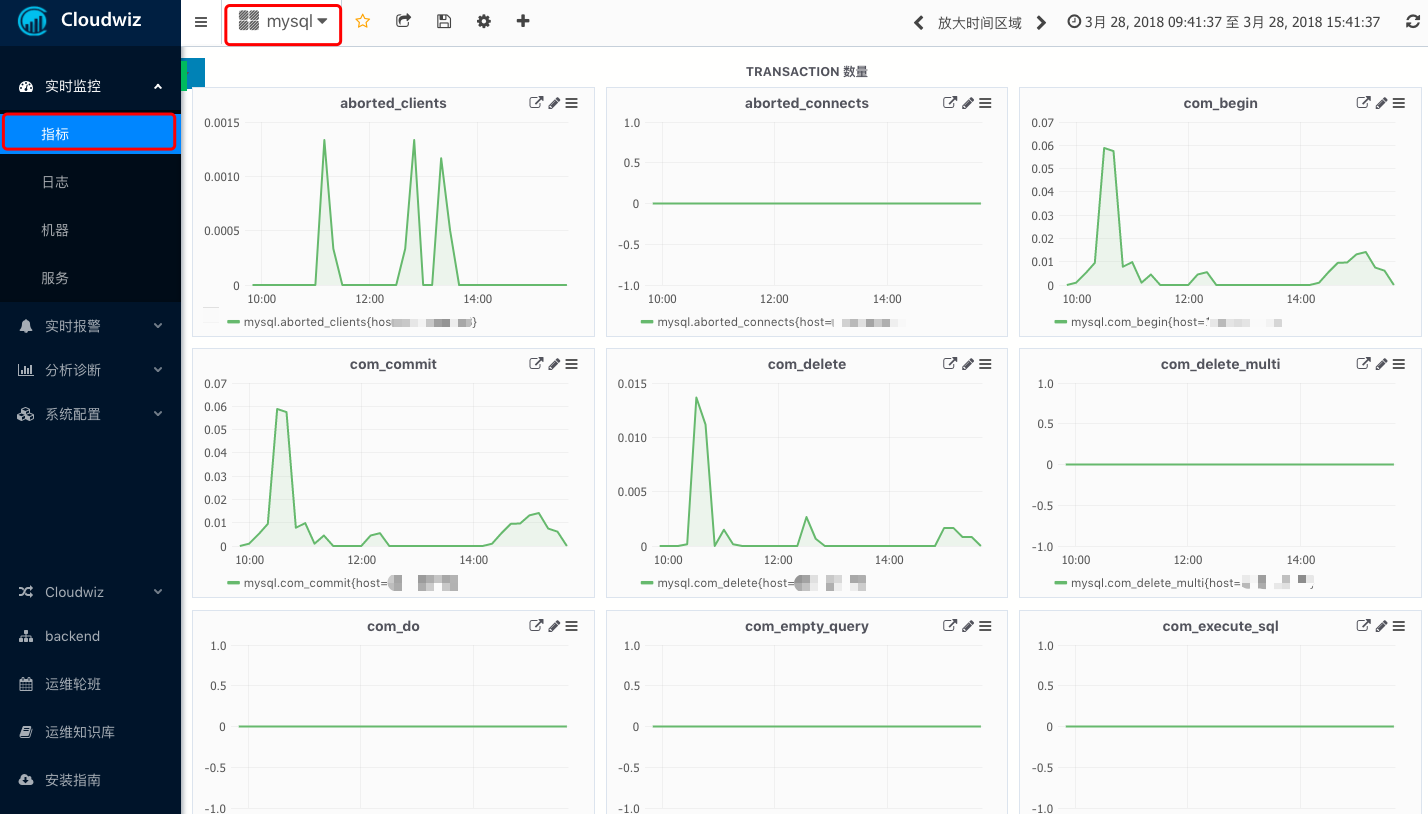 Cloudwiz
实时监控
指标
日志
机器
服务
实时报警
分析诊断
系统配置
Cloudwiz
backend
运维轮班
运维知识库
安装指南
mysql
放大时间区域
3月 28, 2018 09:41:37 至 3月 28, 2018 15:41:37
TRANSACTION 数量
aborted_clients
0.0015
0.0010
0.0005
0
10:00 12:00 14:00
mysql.aborted_clients{hos }
aborted_connects
1.0
0.5
0
-0.5
-1.0
10:00 12:00 14:00
mysql.aborted_connects{host=
com_begin
0.07
0.06
0.05
0.04
0.03
0.02
0.01
0
10:00 12:00 14:00
mysql.com_begin{host=
com_commit
0.07
0.06
0.05
0.04
0.03
0.02
0.01
0
10:00 12:00 14:00
mysql.com_commit{host=
com_delete
0.015
0.010
0.005
0
10:00 12:00 14:00
mysql.com_delete{host=
com_delete_multi
1.0
0.5
0
-0.5
-1.0
10:00 12:00 14:00
mysql.com_delete_multi{host=
com_do
1.0
0.5
0
-0.5
-1.0
com_empty_query
1.0
0.5
0
-0.5
-1.0
com_execute_sql
1.0
0.5
0
-0.5
-1.0